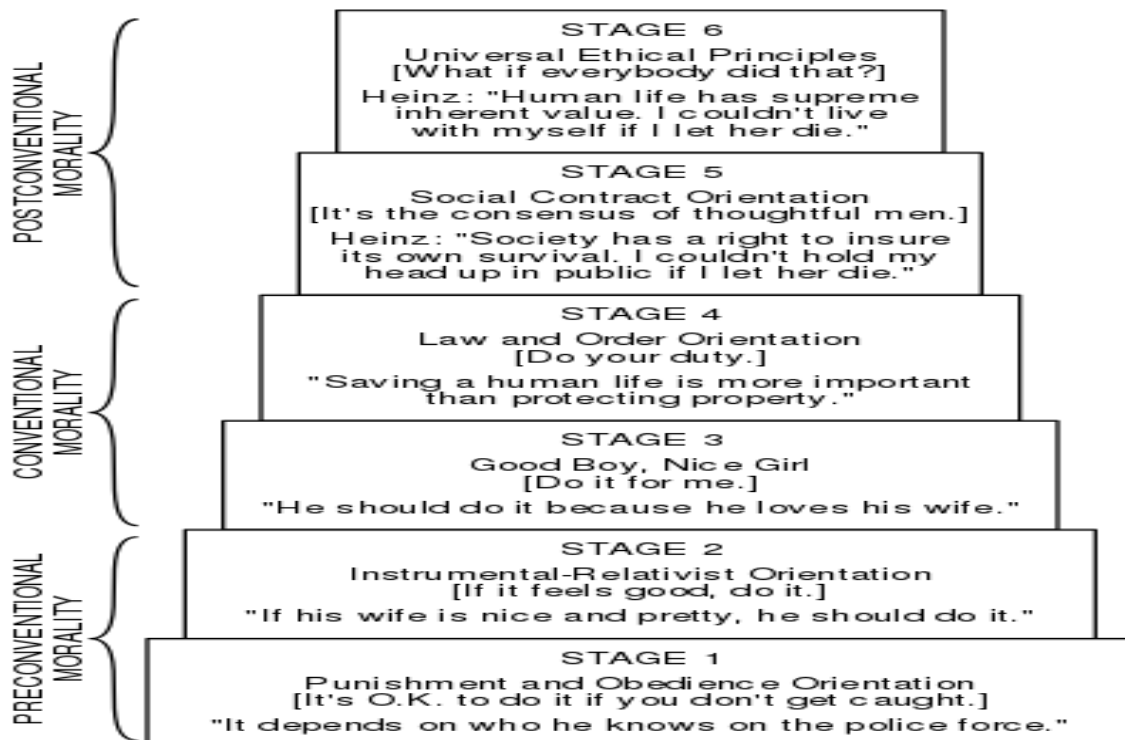 STAGE 6
Universal Ethical Principles
[What if everybody did that?]
Heinz: "Human life has supreme
inherent value. I couldn't live
with myself if I let her die."
STAGE 5
Social Contract Orientation
[It's the consensus of thoughtful men.]
Heinz: "Society has a right to insure
its own survival. I couldn't hold my
head up in public if I let her die."
POSTCONVENTIONAL
MORALITY
STAGE 4
Law and Order Orientation
[Do your duty.]
"Saving a human life is more important
than protecting property."
STAGE 3
Good Boy, Nice Girl
[Do it for me.]
"He should do it because he loves his wife."
CONVENTIONAL
MORALITY
STAGE 2
Instrumental-Relativist Orientation
[If it feels good, do it.]
"If his wife is nice and pretty, he should do it."
STAGE 1
Punishment and Obedience Orientation
[It's O.K. to do it if you don't get caught.]
"It depends on who he knows on the police force."
PRECONVENTIONAL
MORALITY